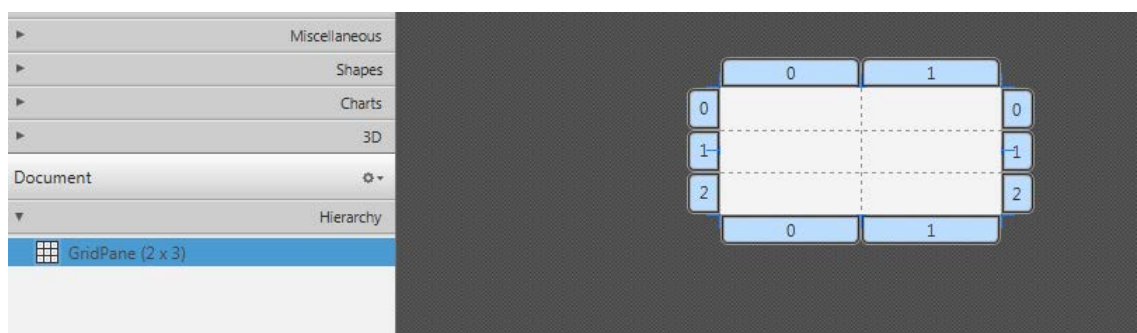 Miscellaneous
Shapes
Charts
3D
Document
Hierarchy
GridPane (2 x 3)
0 1
0 0
1 1
2 2
0 1